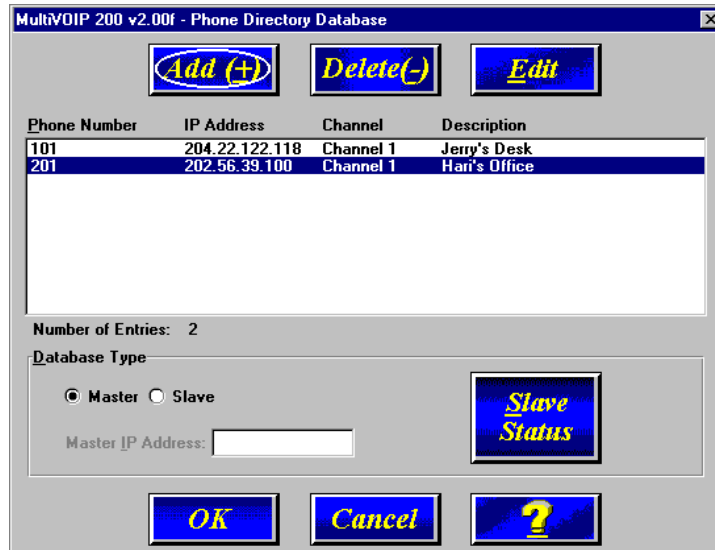 MultiVOIP 200 v2.00f - Phone Directory Database
Add (+) Delete(-) Edit
Phone Number IP Address Channel Description
101 204.22.122.118 Channel 1 Jerry's Desk
201 202.56.39.100 Channel 1 Hari's Office
Number of Entries: 2
Database Type
Master Slave
Slave
Status
Master IP Address:
OK Cancel ?